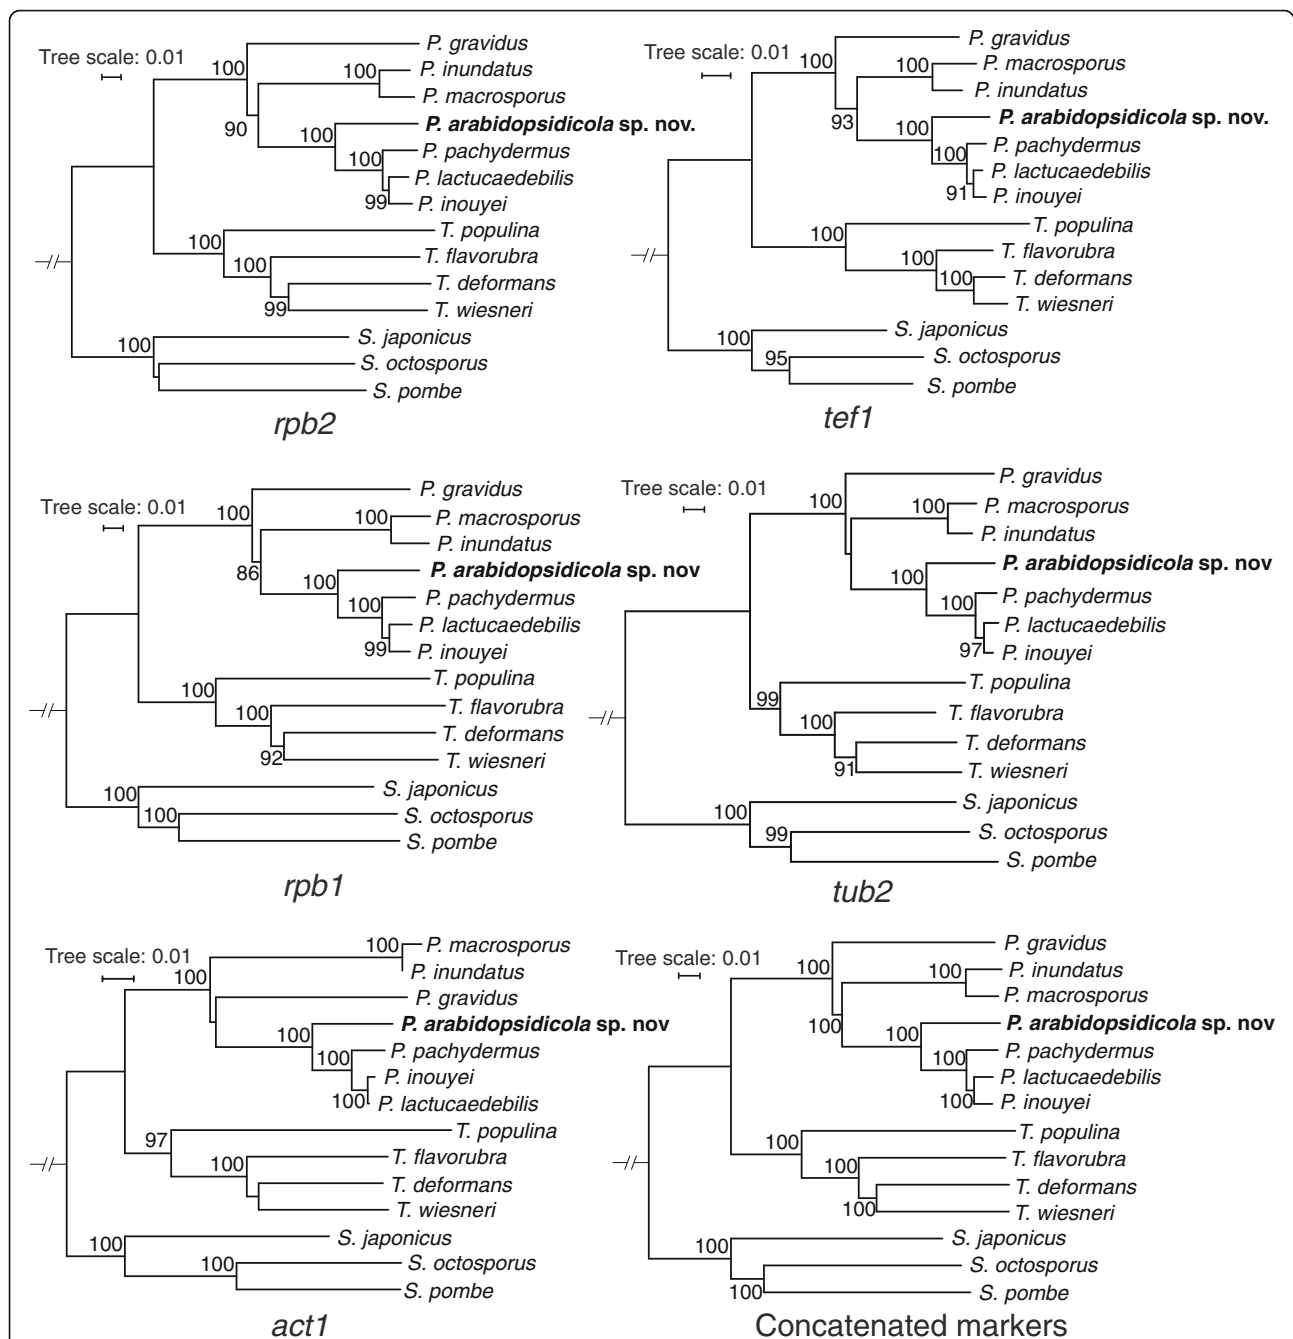 Tree scale: 0.01
100
P. gravidus
100
P. inundatus
P. macrosporus
90
100
P. arabidopsidicola sp. nov.
100
P. pachydermus
P. lactucaedebilis
99
P. inouyei
100
T. populina
100
T. flavorubra
T. deformans
99
T. wiesneri
100
S. japonicus
S. octosporus
S. pombe
rpb2
Tree scale: 0.01
100
P. gravidus
100
P. macrosporus
P. inundatus
93
100
P. arabidopsidicola sp. nov.
100
P. pachydermus
P. lactucaedebilis
91
P. inouyei
100
T. populina
100
T. flavorubra
100
T. deformans
T. wiesneri
100
S. japonicus
95
S. octosporus
S. pombe
tef1
Tree scale: 0.01
100
P. gravidus
100
P. macrosporus
P. inundatus
86
100
P. arabidopsidicola sp. nov
100
P. pachydermus
P. lactucaedebilis
99
P. inouyei
100
T. populina
100
T. flavorubra
T. deformans
92
T. wiesneri
100
S. japonicus
100
S. octosporus
S. pombe
rpb1
Tree scale: 0.01
100
P. gravidus
100
P. macrosporus
P. inundatus
100
P. arabidopsidicola sp. nov
100
P. pachydermus
P. lactucaedebilis
97
P. inouyei
99
T. populina
100
T. flavorubra
T. deformans
91
T. wiesneri
100
S. japonicus
99
S. octosporus
S. pombe
tub2
Tree scale: 0.01
100
100
P. macrosporus
P. inundatus
P. gravidus
100
P. arabidopsidicola sp. nov
100
P. pachydermus
P. inouyei
100
P. lactucaedebilis
97
T. populina
100
T. flavorubra
T. deformans
T. wiesneri
100
S. japonicus
100
S. octosporus
S. pombe
act1
Tree scale: 0.01
100
P. gravidus
100
P. inundatus
P. macrosporus
100
100
P. arabidopsidicola sp. nov
100
P. pachydermus
P. lactucaedebilis
100
P. inouyei
100
T. populina
100
T. flavorubra
T. deformans
100
T. wiesneri
100
S. japonicus
S. octosporus
100
S. pombe
Concatenated markers